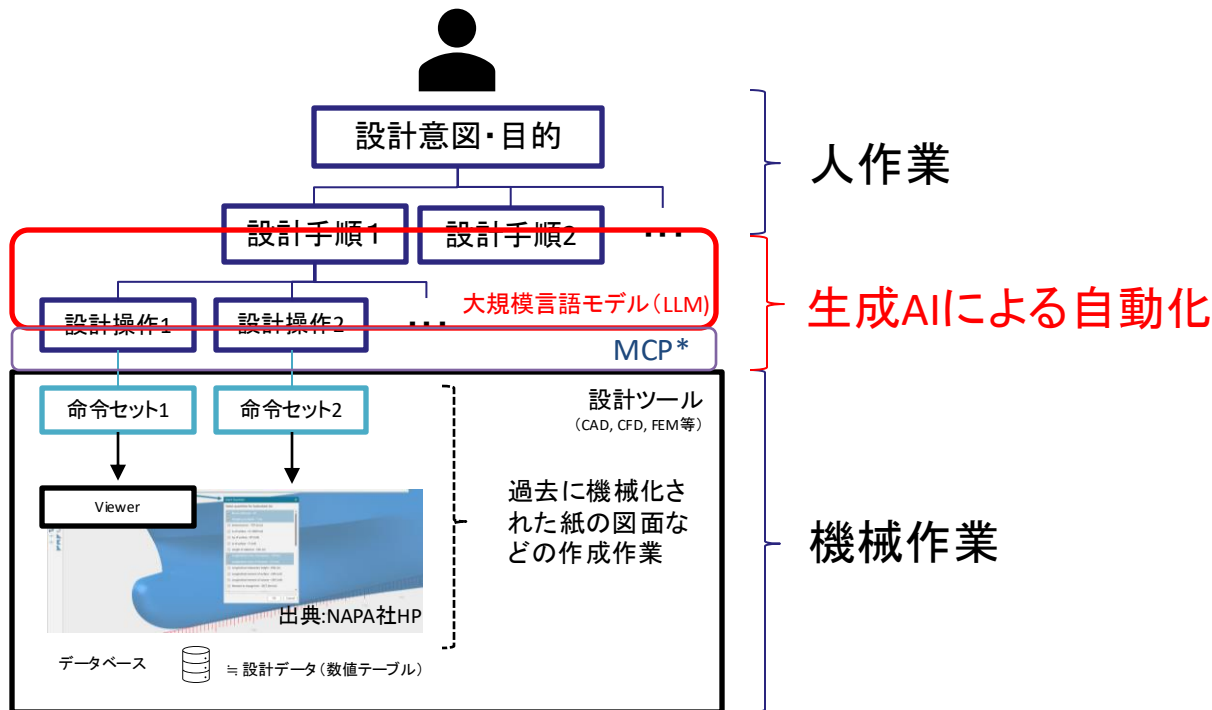 設計意図・目的
人作業
設計手順1
設計手順2
…
大規模言語モデル（LLM)
生成AIによる自動化
設計操作1
設計操作2
…
MCP*
命令セット1
命令セット2
設計ツール
（CAD, CFD, FEM等）
Viewer
過去に機械化さ
れた紙の図面な
どの作成作業
機械作業
出典:NAPA社HP
データベース
≒ 設計データ（数値テーブル）